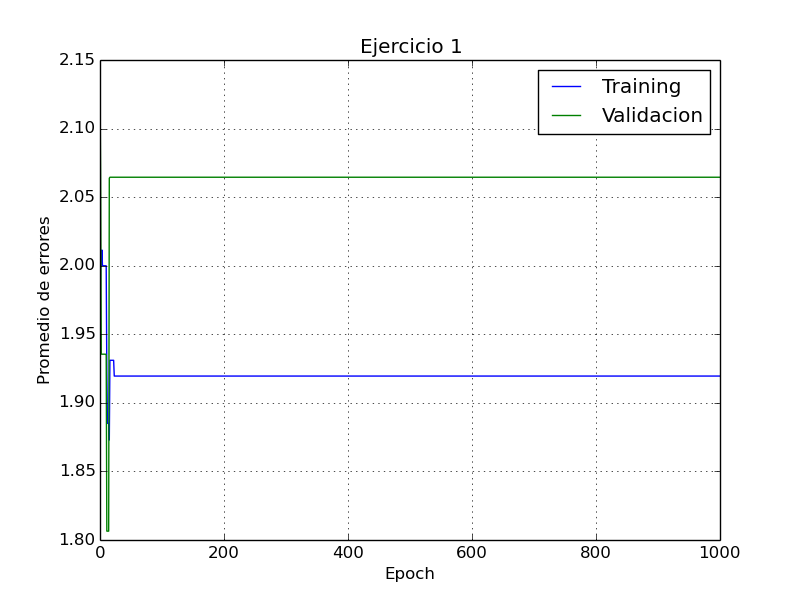 Ejercicio 1
2.15
2.10
2.05
2.00
1.95
1.90
1.85
1.80
Promedio de errores
Training
Validacion
0 200 400 600 800 1000
Epoch